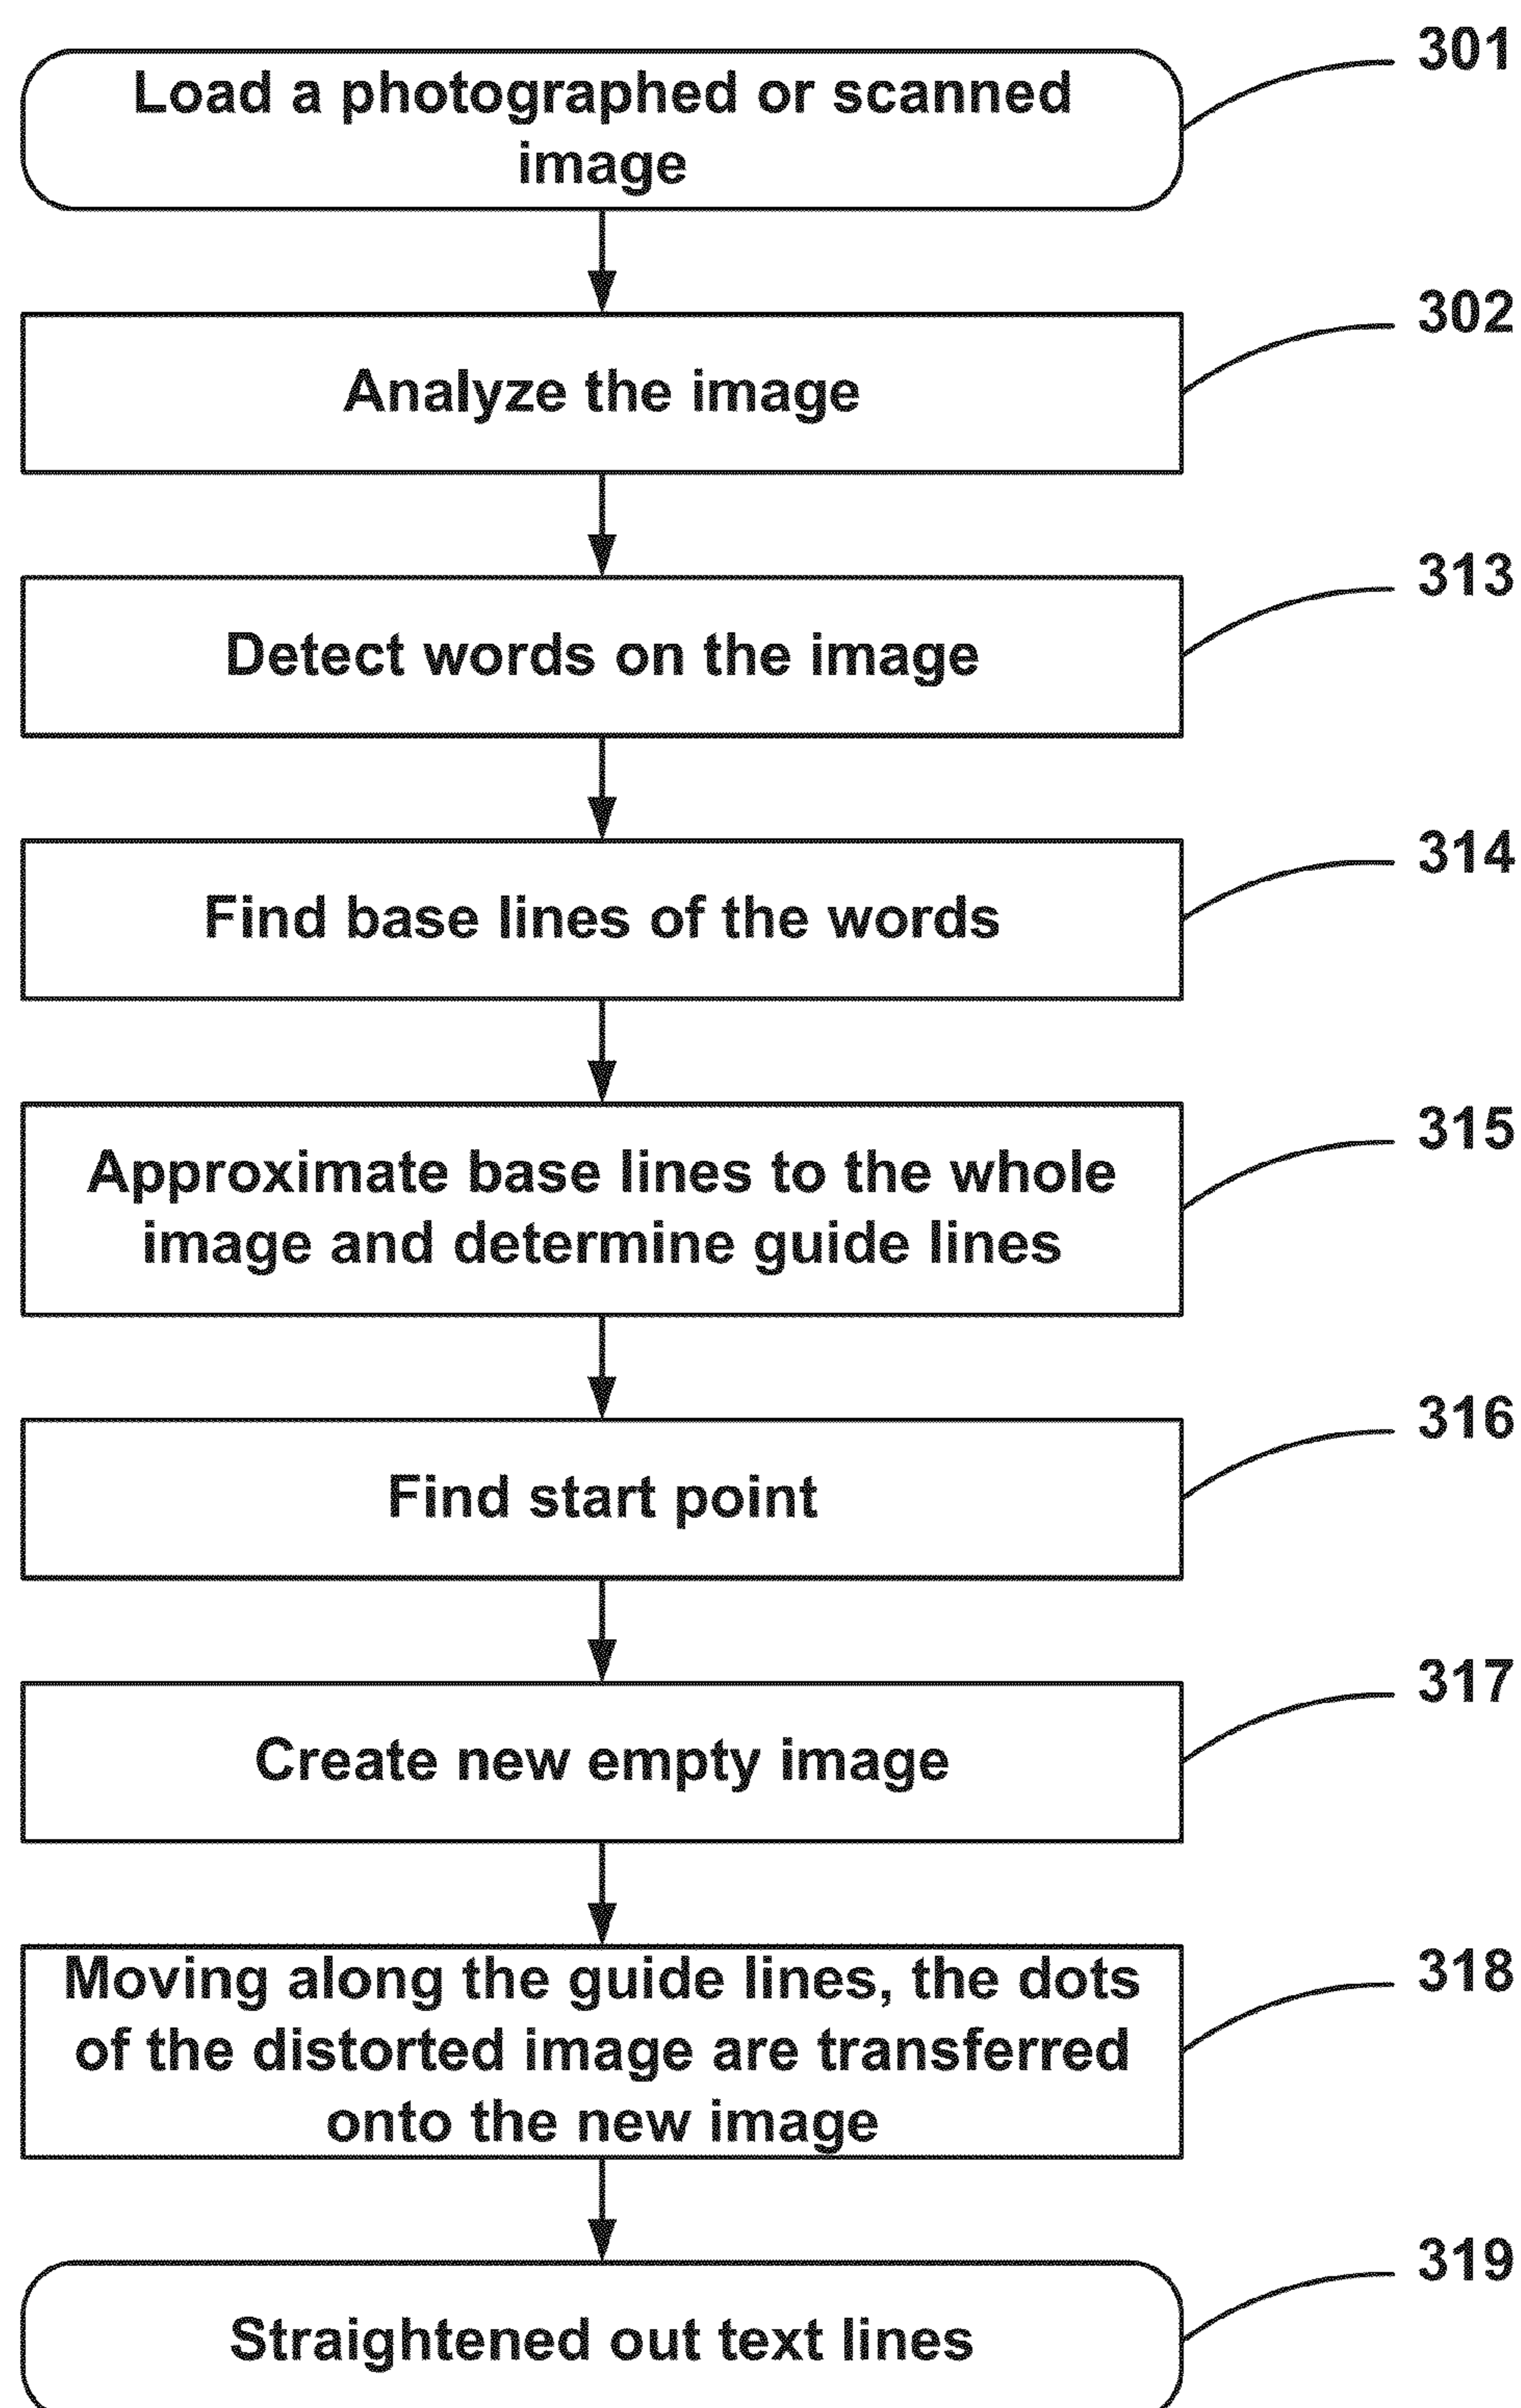 301
Load a photographed or scanned
image
302
Analyze the image
313
Detect words on the image
314
Find base lines of the words
315
Approximate base lines to the whole
image and determine guide lines
316
Find start point
317
Create new empty image
318
Moving along the guide lines, the dots
of the distorted image are transferred
onto the new image
319
Straightened out text lines